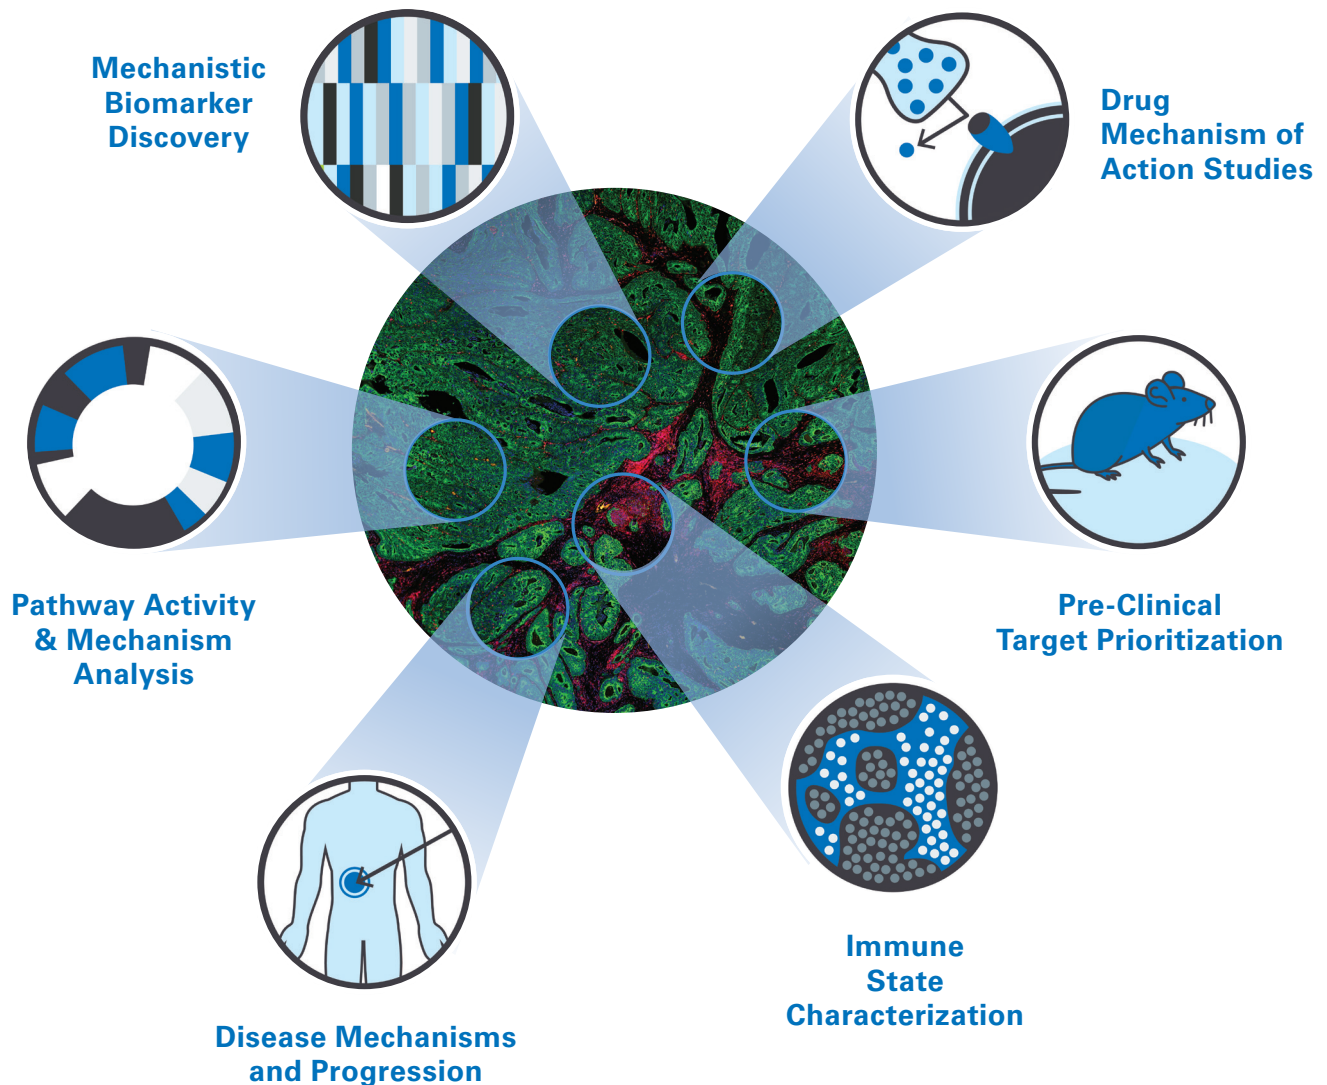 Mechanistic
Biomarker
Discovery
Drug
Mechanism of
Action Studies
Pathway Activity
& Mechanism
Analysis
Pre-Clinical
Target Prioritization
Immune
State
Characterization
Disease Mechanisms
and Progression